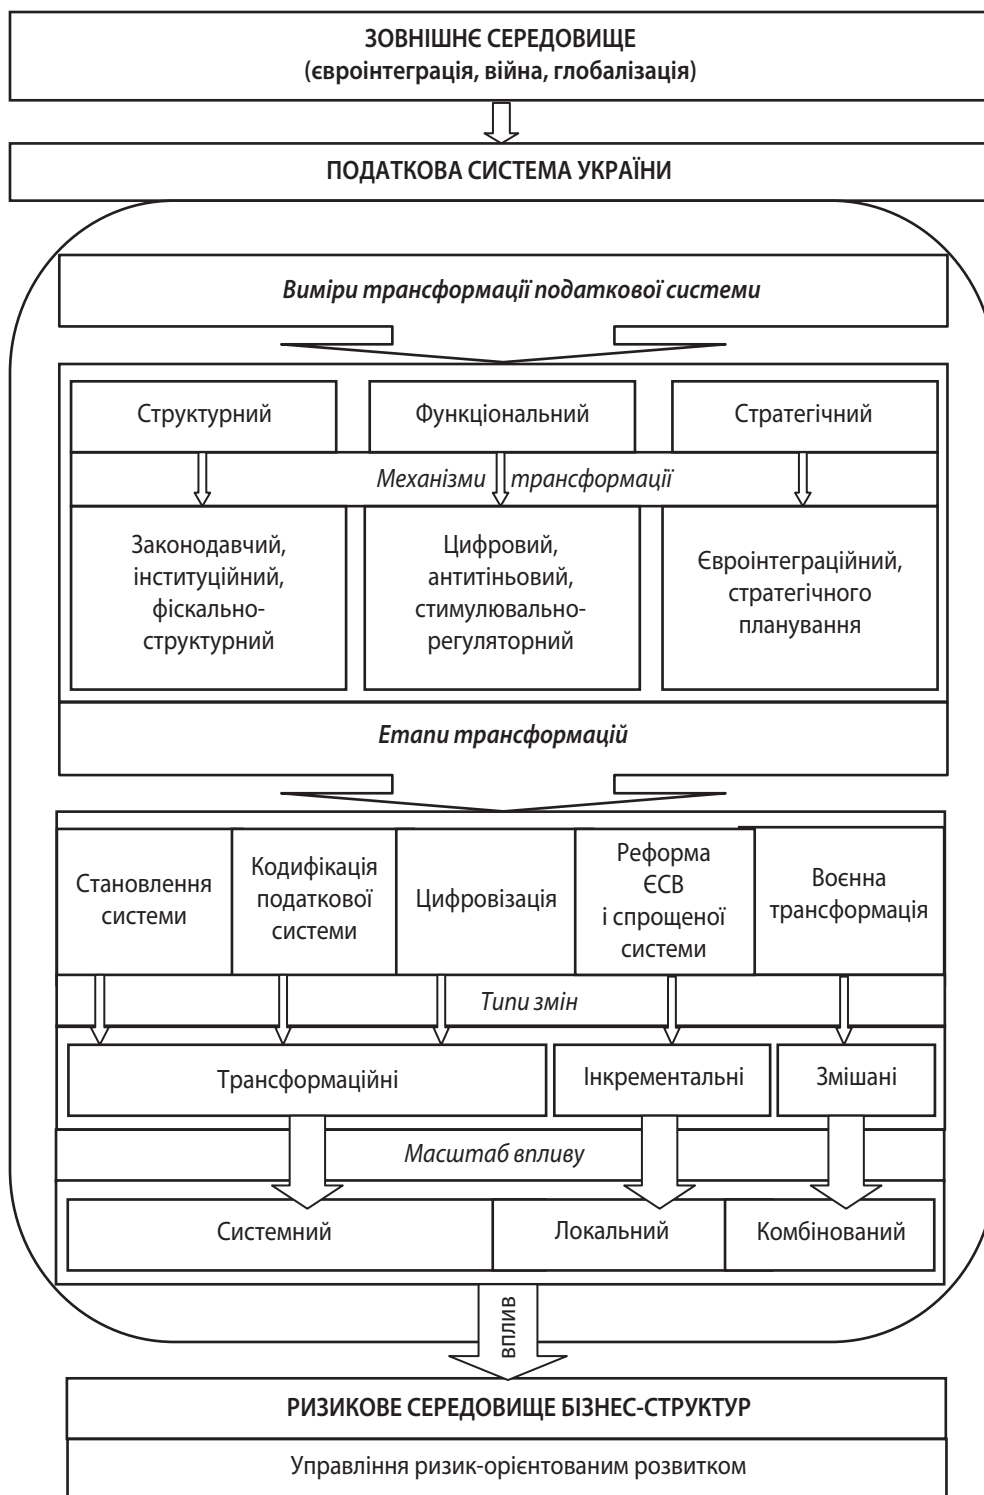 ЗОВНІШНЄ СЕРЕДОВИЩЕ
(євроінтеграція, війна, глобалізація)
ПОДАТКОВА СИСТЕМА УКРАЇНИ
Виміри трансформації податкової системи
Структурний
Функціональний
Стратегічний
Механізми трансформації
Законодавчий,
інституційний,
фіскально-
структурний
Цифровий,
антитіньовий,
стимулювально-
регуляторний
Євроінтеграційний,
стратегічного
планування
Етапи трансформацій
Становлення
системи
Кодифікація
податкової
системи
Цифровізація
Реформа
ЄСВ
і спрощеної
системи
Воєнна
трансформація
Типи змін
Трансформаційні
Інкрементальні
Змішані
Масштаб впливу
Системний
Локальний
Комбінований
ВПЛИВ
РИЗИКОВЕ СЕРЕДОВИЩЕ БІЗНЕС-СТРУКТУР
Управління ризик-орієнтованим розвитком